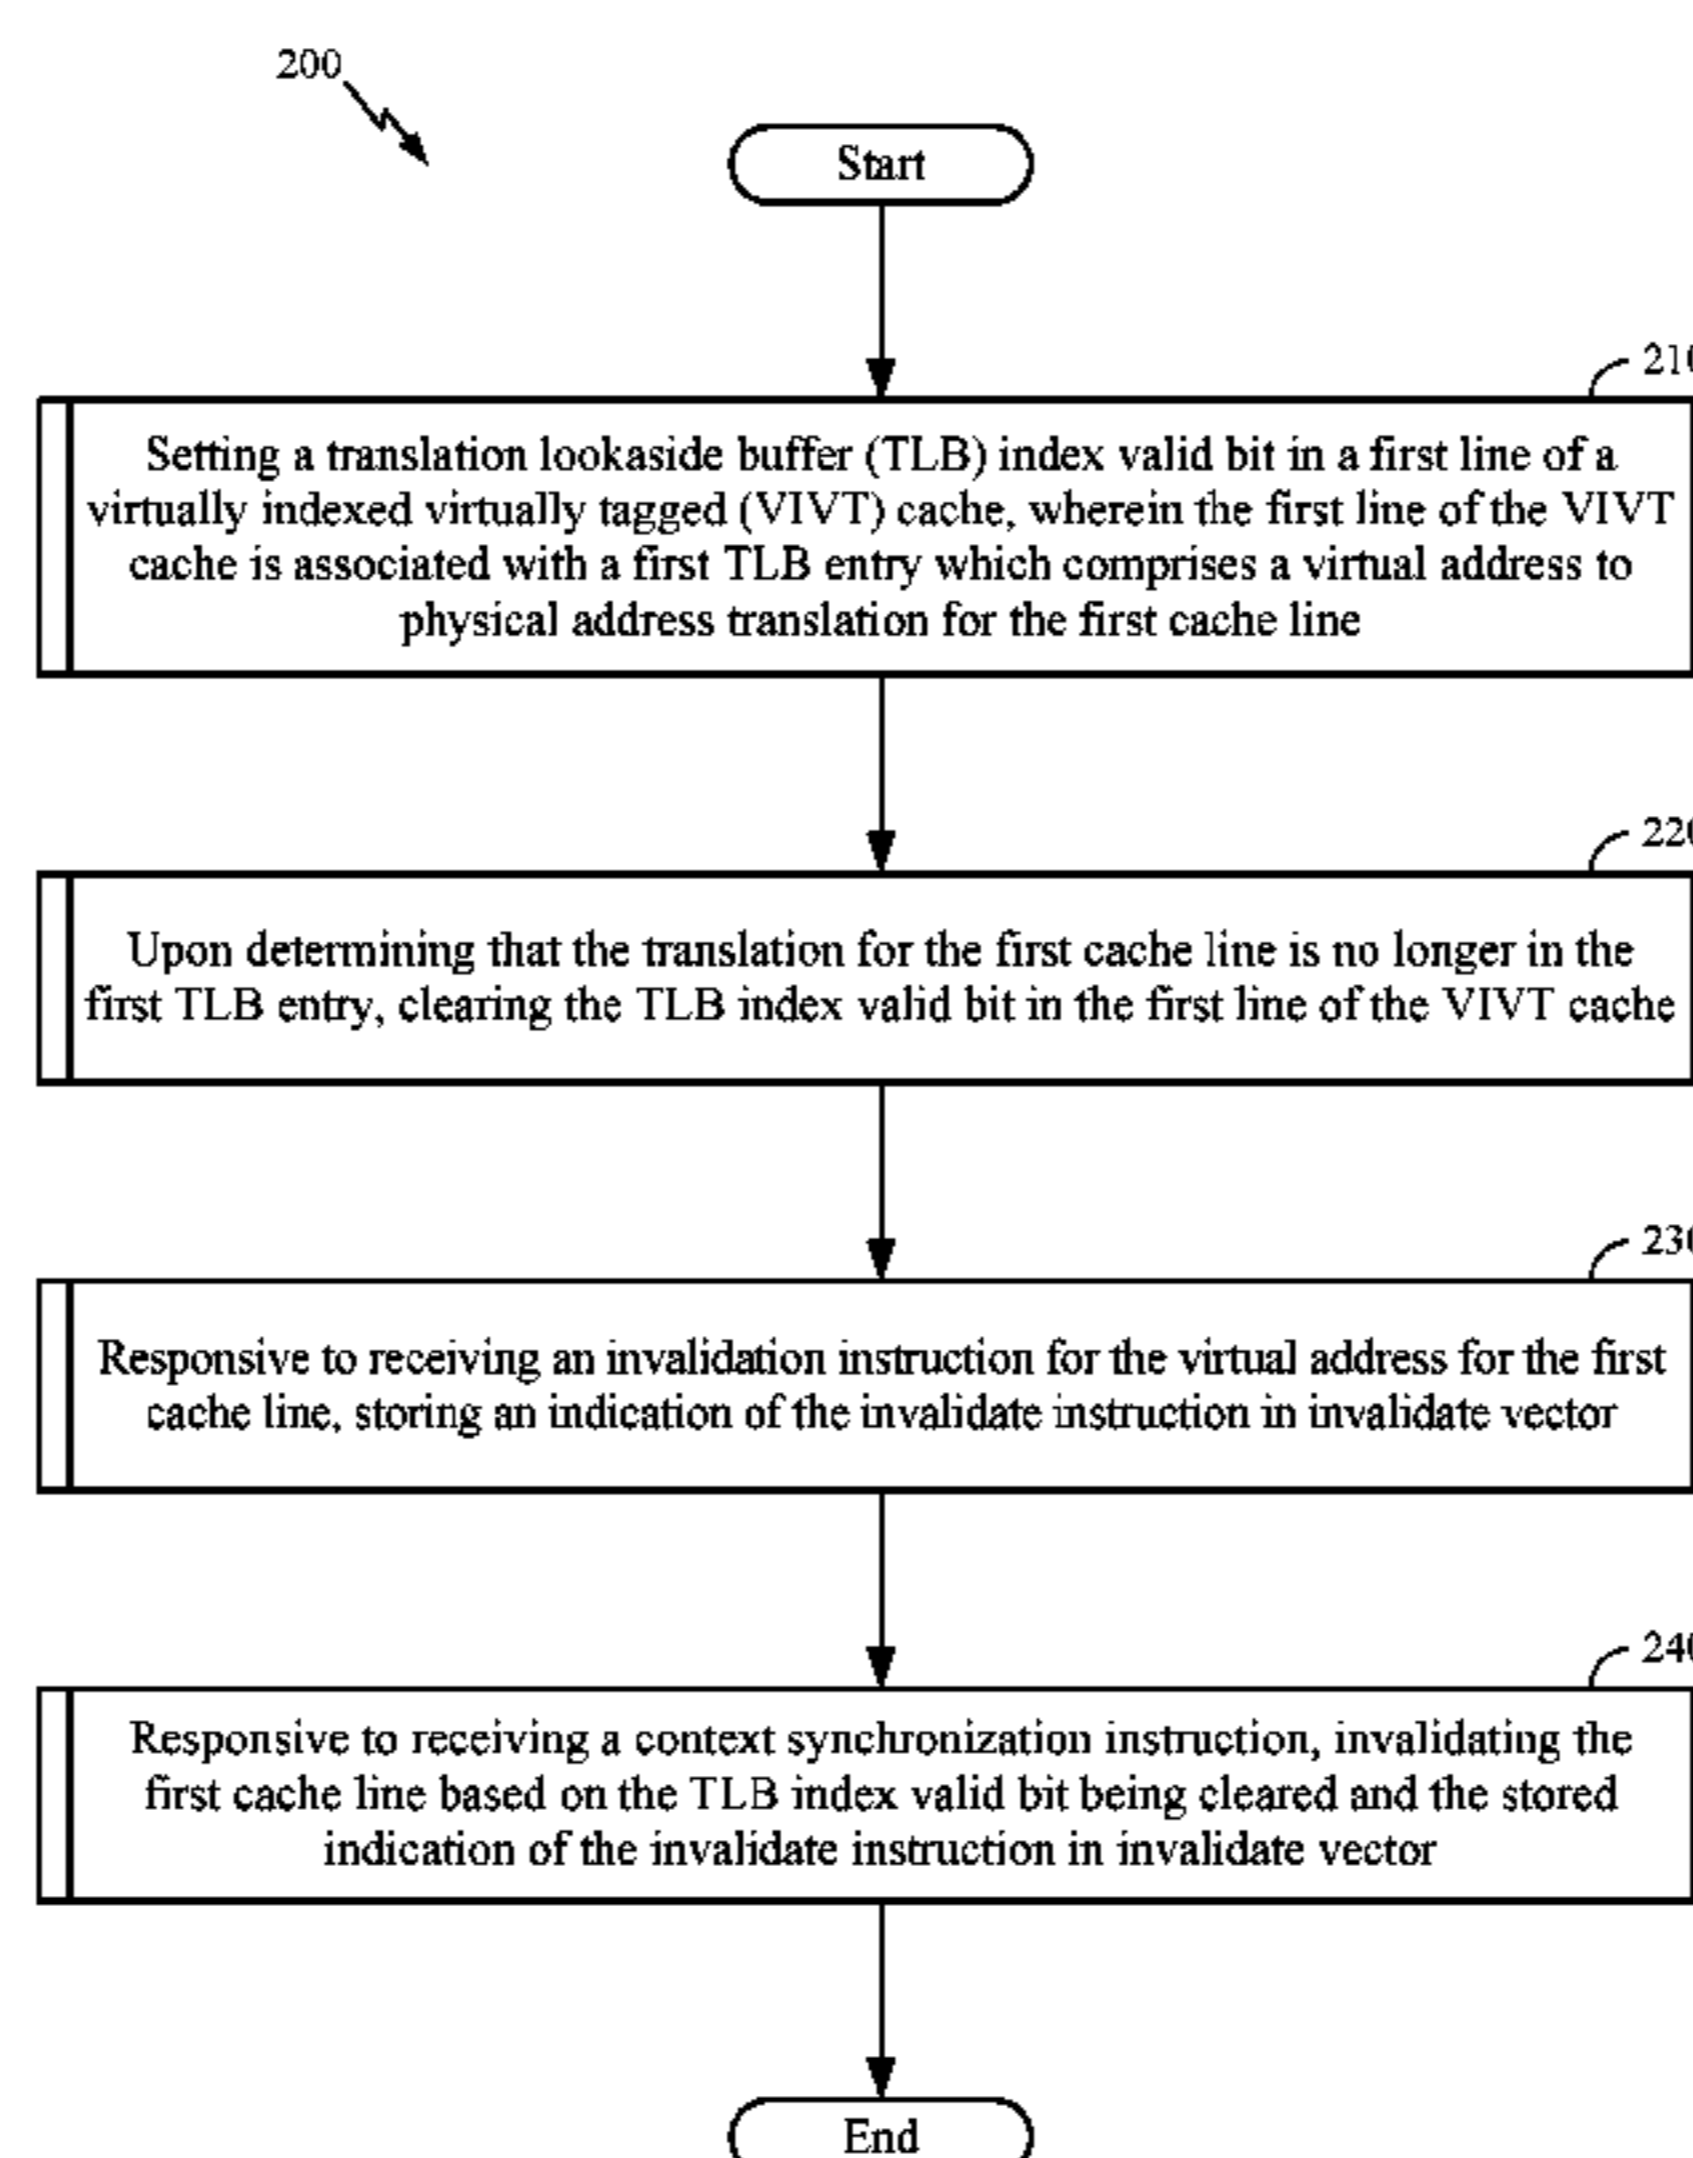 200
Start
210
Setting a translation lookaside buffer (TLB) index valid bit in a first line of a
virtually indexed virtually tagged (VIVT) cache, wherein the first line of the VIVT
cache is associated with a first TLB entry which comprises a virtual address to
physical address translation for the first cache line
220
Upon determining that the translation for the first cache line is no longer in the
first TLB entry, clearing the TLB index valid bit in the first line of the VIVT cache
230
Responsive to receiving an invalidation instruction for the virtual address for the first
cache line, storing an indication of the invalidate instruction in invalidate vector
240
Responsive to receiving a context synchronization instruction, invalidating the
first cache line based on the TLB index valid bit being cleared and the stored
indication of the invalidate instruction in invalidate vector
End